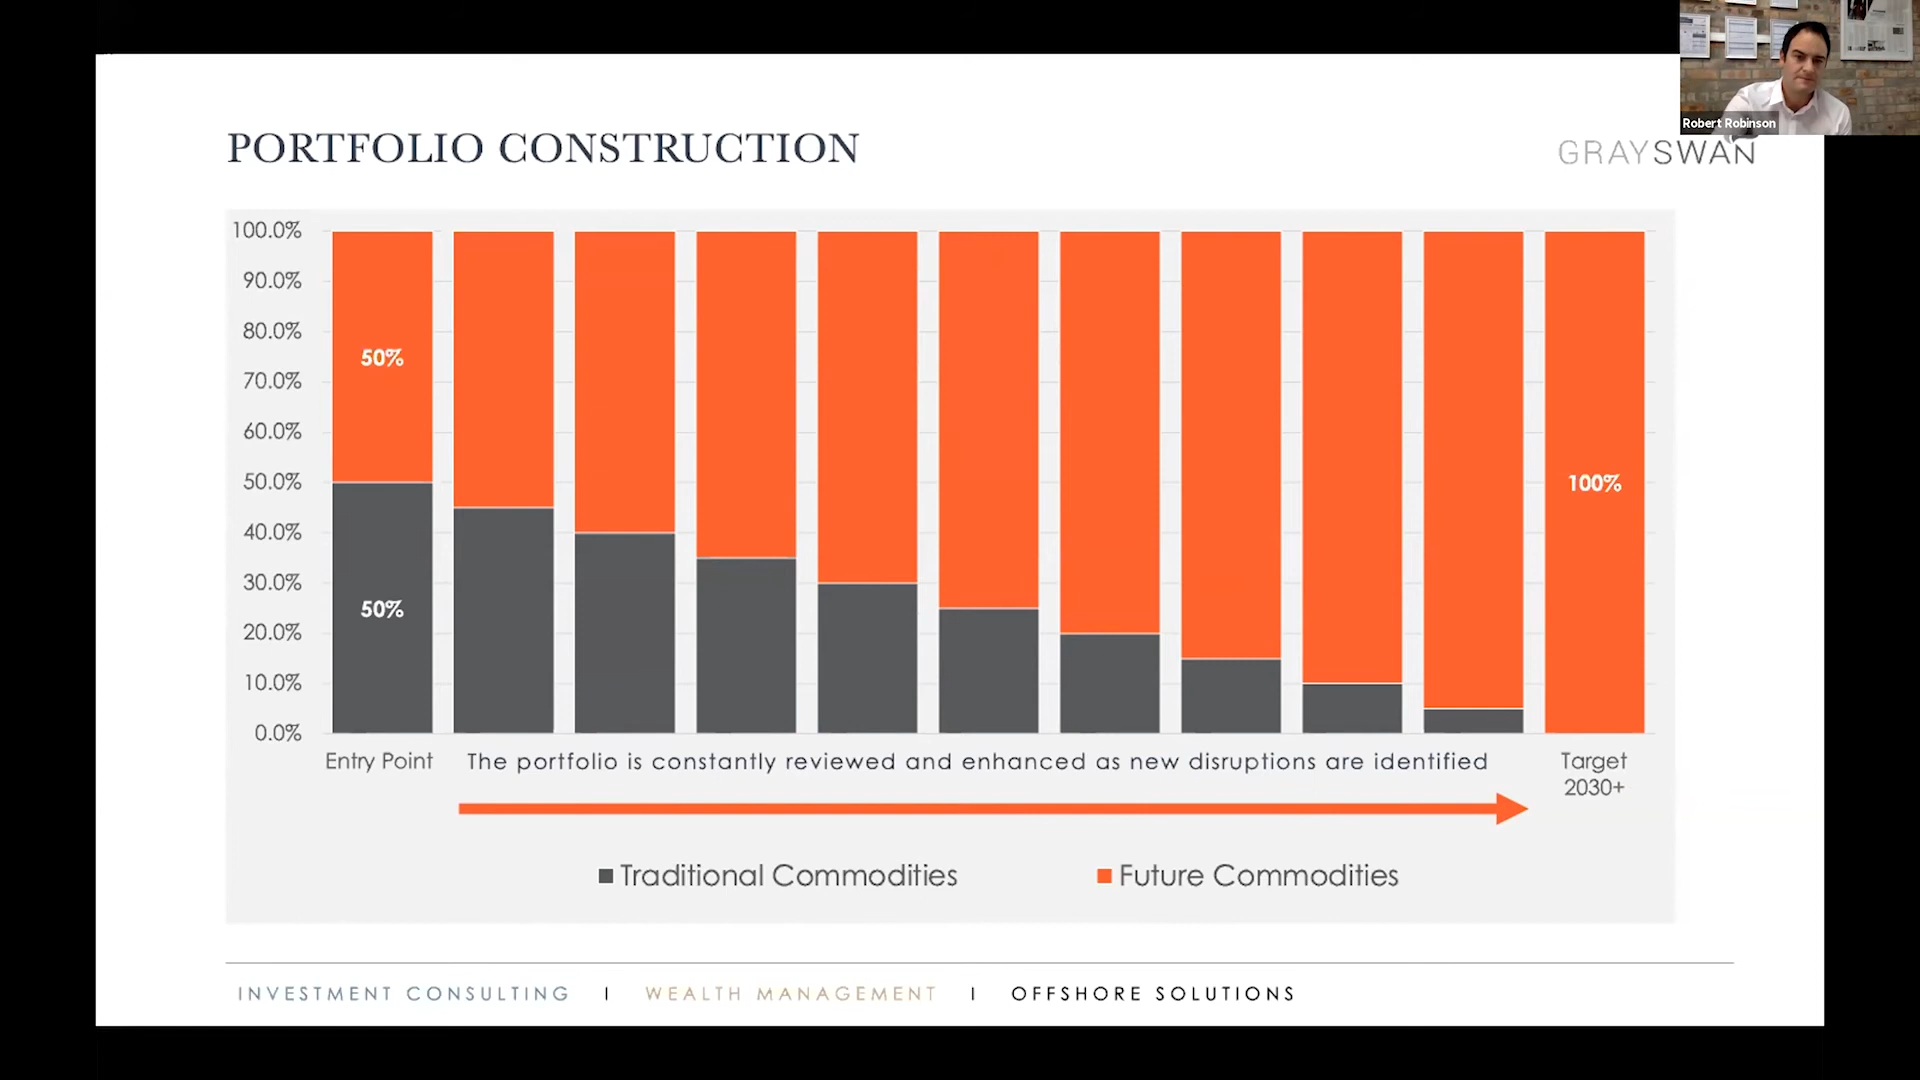 Robert Robinson
PORTFOLIO CONSTRUCTION
GRAYSWAN
100.0%
90.0%
80.0%
70.0%
60.0%
50.0%
40.0%
30.0%
20.0%
10.0%
0.0%
50%
50%
100%
Entry Point
The portfolio is constantly reviewed and enhanced as new disruptions are identified
Target
2030+
Traditional Commodities
Future Commodities
INVESTMENT CONSULTING | WEALTH MANAGEMENT | OFFSHORE SOLUTIONS